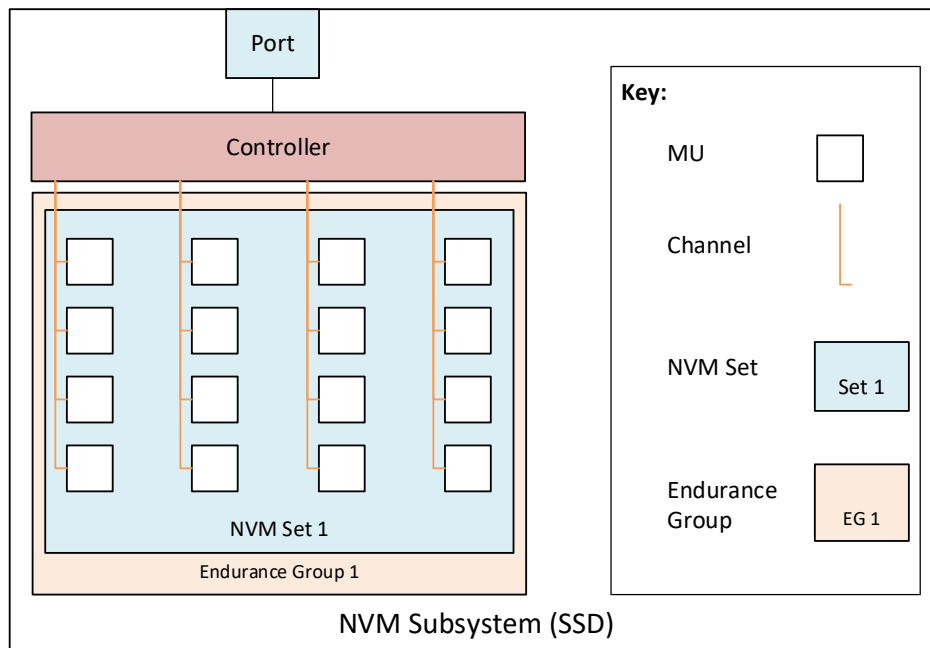 Port
Controller
NVM Set 1
Endurance Group 1
NVM Subsystem (SSD)
Key:
MU
Channel
NVM Set
Set 1
Endurance
Group
EG 1